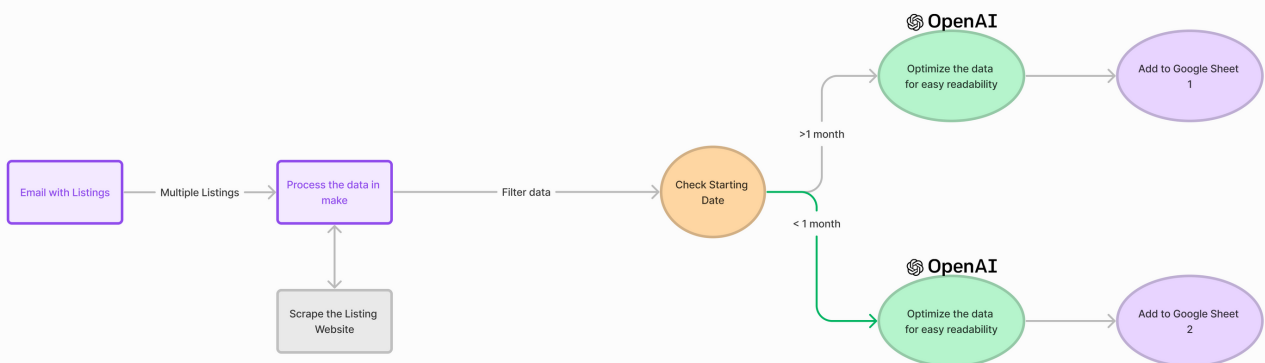 OpenAI
Optimize the data
for easy readability
Add to Google Sheet
1
>1 month
Email with Listings
Multiple Listings
Process the data in
make
Filter data
Check Starting
Date
< 1 month
OpenAI
Scrape the Listing
Website
Optimize the data
for easy readability
Add to Google Sheet
2